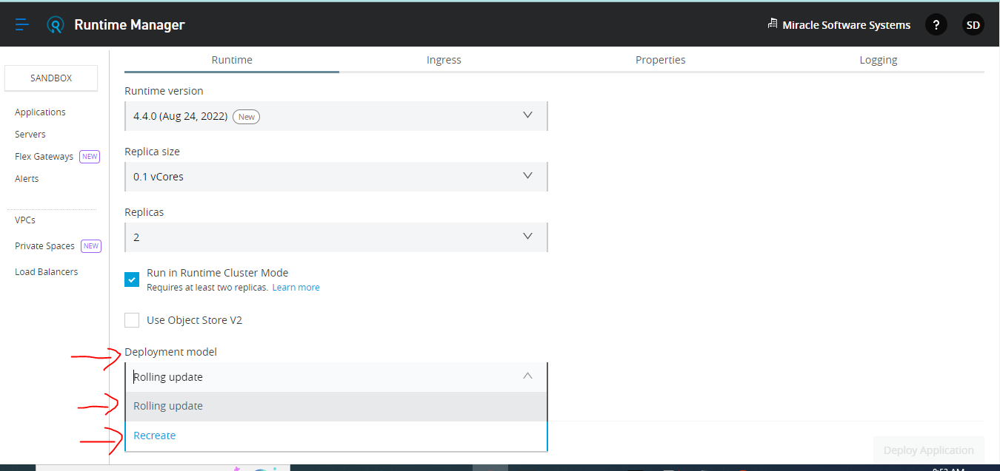 Runtime Manager
Miracle Software Systems
?
SD
SANDBOX
Applications
Servers
Flex Gateways NEW
Alerts
VPCs
Private Spaces NEW
Load Balancers
Runtime
Ingress
Properties
Logging
Runtime version
4.4.0 (Aug 24, 2022) New
Replica size
0.1 vCores
Replicas
2
Run in Runtime Cluster Mode
Requires at least two replicas. Learn more
Use Object Store V2
Deployment model
Rolling update
Rolling update
Recreate
Deploy Application